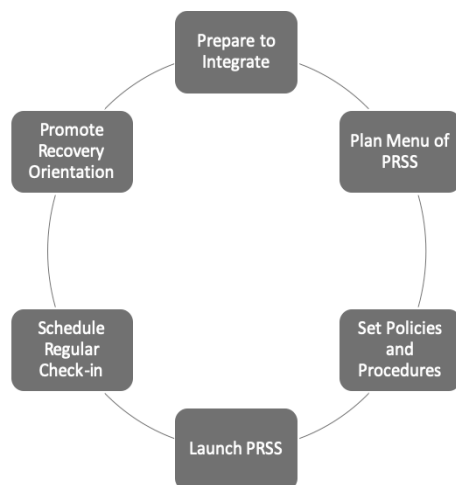 Prepare to
Integrate
Plan Menu of
PRSS
Set Policies
and
Procedures
Launch PRSS
Schedule
Regular
Check-in
Promote
Recovery
Orientation